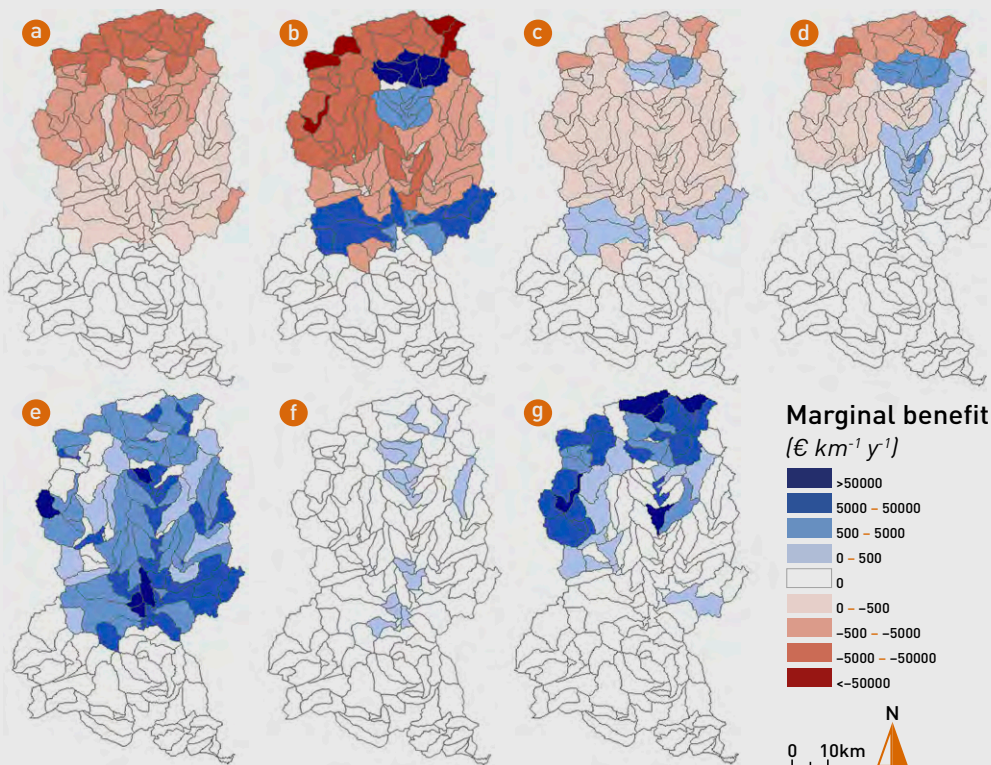 a
b
c
d
e
f
g
Marginal benefit
(€ km⁻¹ y⁻¹)
>50000
5000 – 50000
500 – 5000
0 – 500
0
0 – –500
–500 – –5000
–5000 – –50000
<–50000
N
0 10km